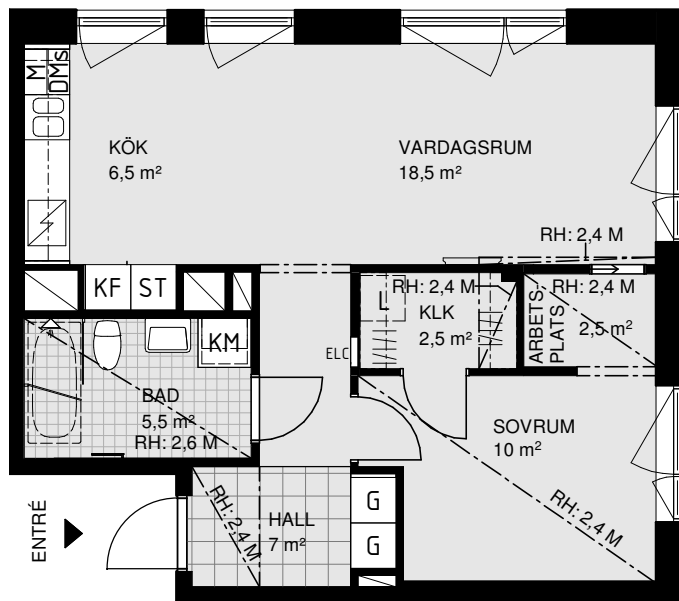 M
DMs
KÖK
6,5 m²
VARDAGSRUM
18,5 m²
RH: 2,4 M
KF
ST
L
RH: 2,4 M
KLK
2,5 m²
ARBETS-
PLATS
RH: 2,4 M
2,5 m²
KM
ELC
BAD
5,5 m²
RH: 2,6 M
SOVRUM
10 m²
RH: 2,4 M
ENTRÉ
RH: 2,4 M
HALL
7 m²
G
G